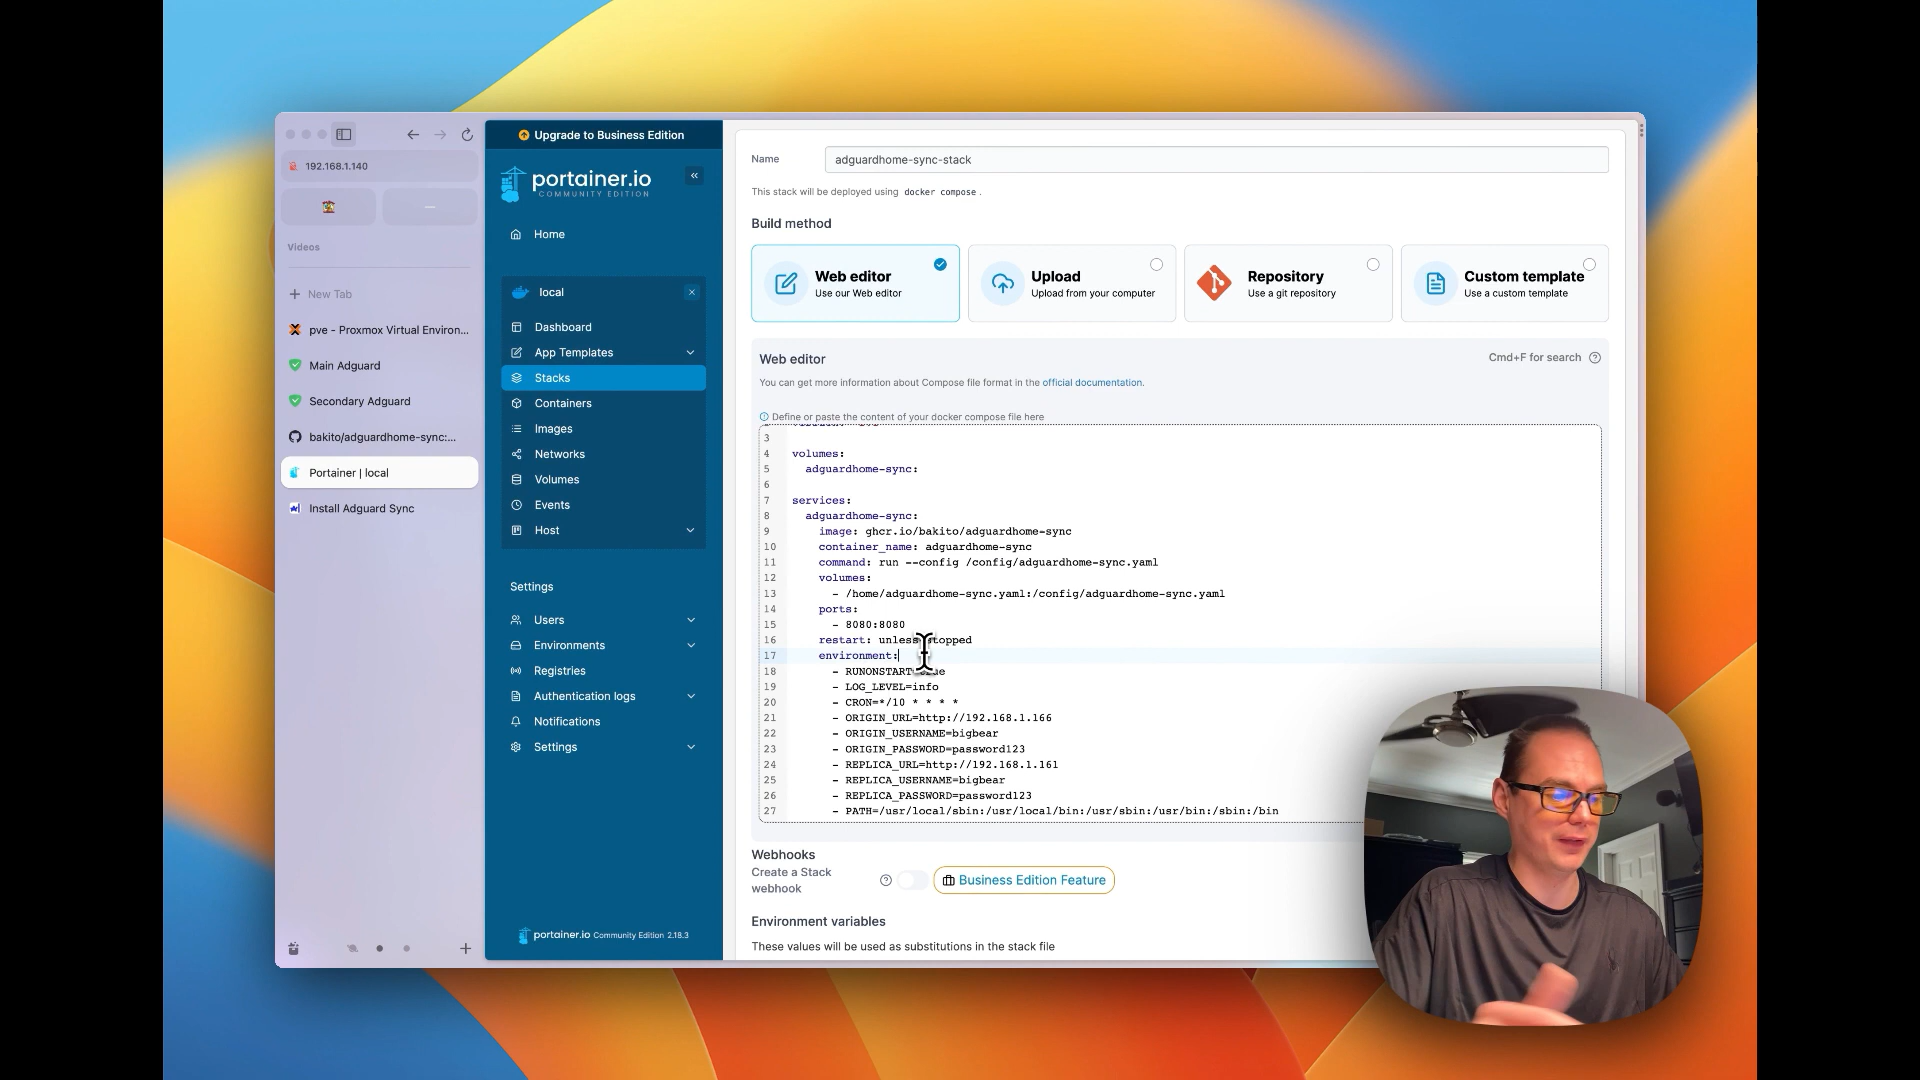 192.168.1.140
Videos
New Tab
pve - Proxmox Virtual Environ...
Main Adguard
Secondary Adguard
bakito/adguardhome-sync:...
Portainer | local
Install Adguard Sync
Upgrade to Business Edition
portainer.io
COMMUNITY EDITION
Home
local
Dashboard
App Templates
Stacks
Containers
Images
Networks
Volumes
Events
Host
Settings
Users
Environments
Registries
Authentication logs
Notifications
Settings
portainer.io Community Edition 2.18.3
Name
adguardhome-sync-stack
This stack will be deployed using docker compose .
Build method
Web editor
Use our Web editor
Upload
Upload from your computer
Repository
Use a git repository
Custom template
Use a custom template
Web editor
Cmd+F for search
You can get more information about Compose file format in the official documentation.
Define or paste the content of your docker compose file here
3
4 volumes:
5 adguardhome-sync:
6
7 services:
8 adguardhome-sync:
9 image: ghcr.io/bakito/adguardhome-sync
10 container_name: adguardhome-sync
11 command: run --config /config/adguardhome-sync.yaml
12 volumes:
13 - /home/adguardhome-sync.yaml:/config/adguardhome-sync.yaml
14 ports:
15 - 8080:8080
16 restart: unless-stopped
17 environment:
18 - RUNONSTART=true
19 - LOG_LEVEL=info
20 - CRON=*/10 * * * *
21 - ORIGIN_URL=http://192.168.1.166
22 - ORIGIN_USERNAME=bigbear
23 - ORIGIN_PASSWORD=password123
24 - REPLICA_URL=http://192.168.1.161
25 - REPLICA_USERNAME=bigbear
26 - REPLICA_PASSWORD=password123
27 - PATH=/usr/local/sbin:/usr/local/bin:/usr/sbin:/usr/bin:/sbin:/bin
Webhooks
Create a Stack webhook
Business Edition Feature
Environment variables
These values will be used as substitutions in the stack file